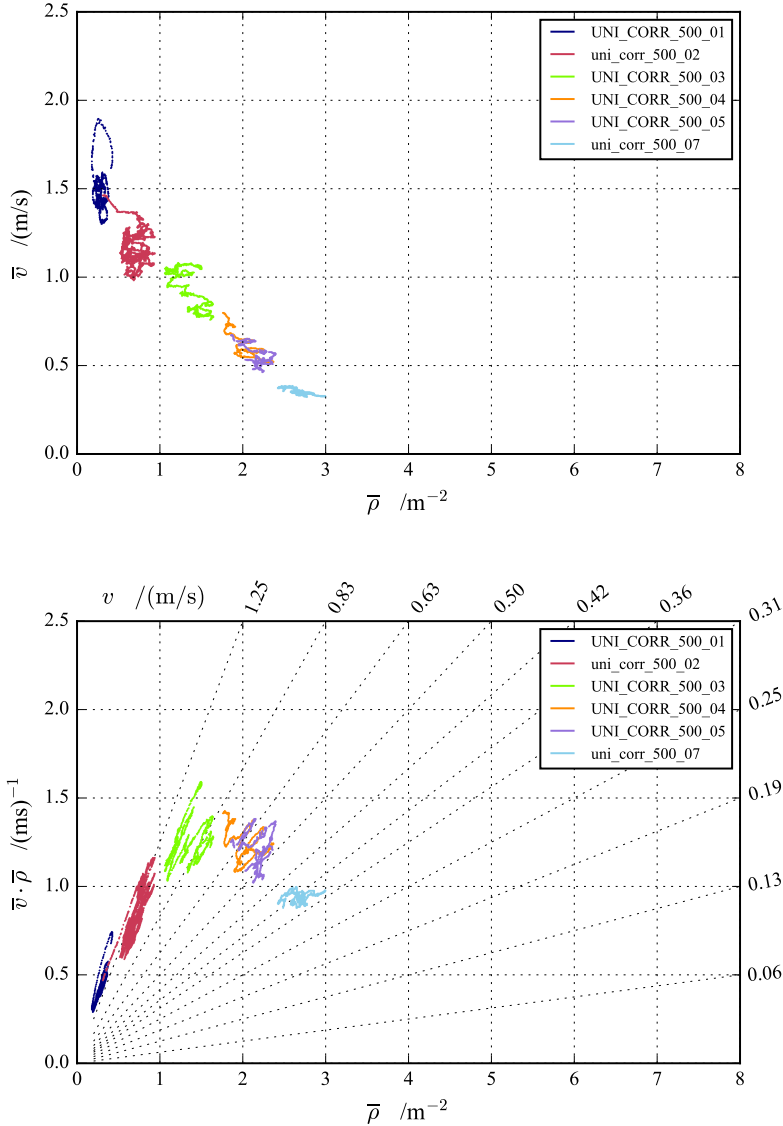 2.5
2.0
1.5
1.0
0.5
0.0
v̅ /(m/s)
UNI_CORR_500_01
uni_corr_500_02
UNI_CORR_500_03
UNI_CORR_500_04
UNI_CORR_500_05
uni_corr_500_07
0 1 2 3 4 5 6 7 8
ρ̅ /m⁻²
v /(m/s) 1.25 0.83 0.63 0.50 0.42 0.36 0.31
2.5
2.0
1.5
1.0
0.5
0.0
v̅ · ρ̅ /(ms)⁻¹
UNI_CORR_500_01
uni_corr_500_02
UNI_CORR_500_03
UNI_CORR_500_04
UNI_CORR_500_05
uni_corr_500_07
0.25
0.19
0.13
0.06
0 1 2 3 4 5 6 7 8
ρ̅ /m⁻²